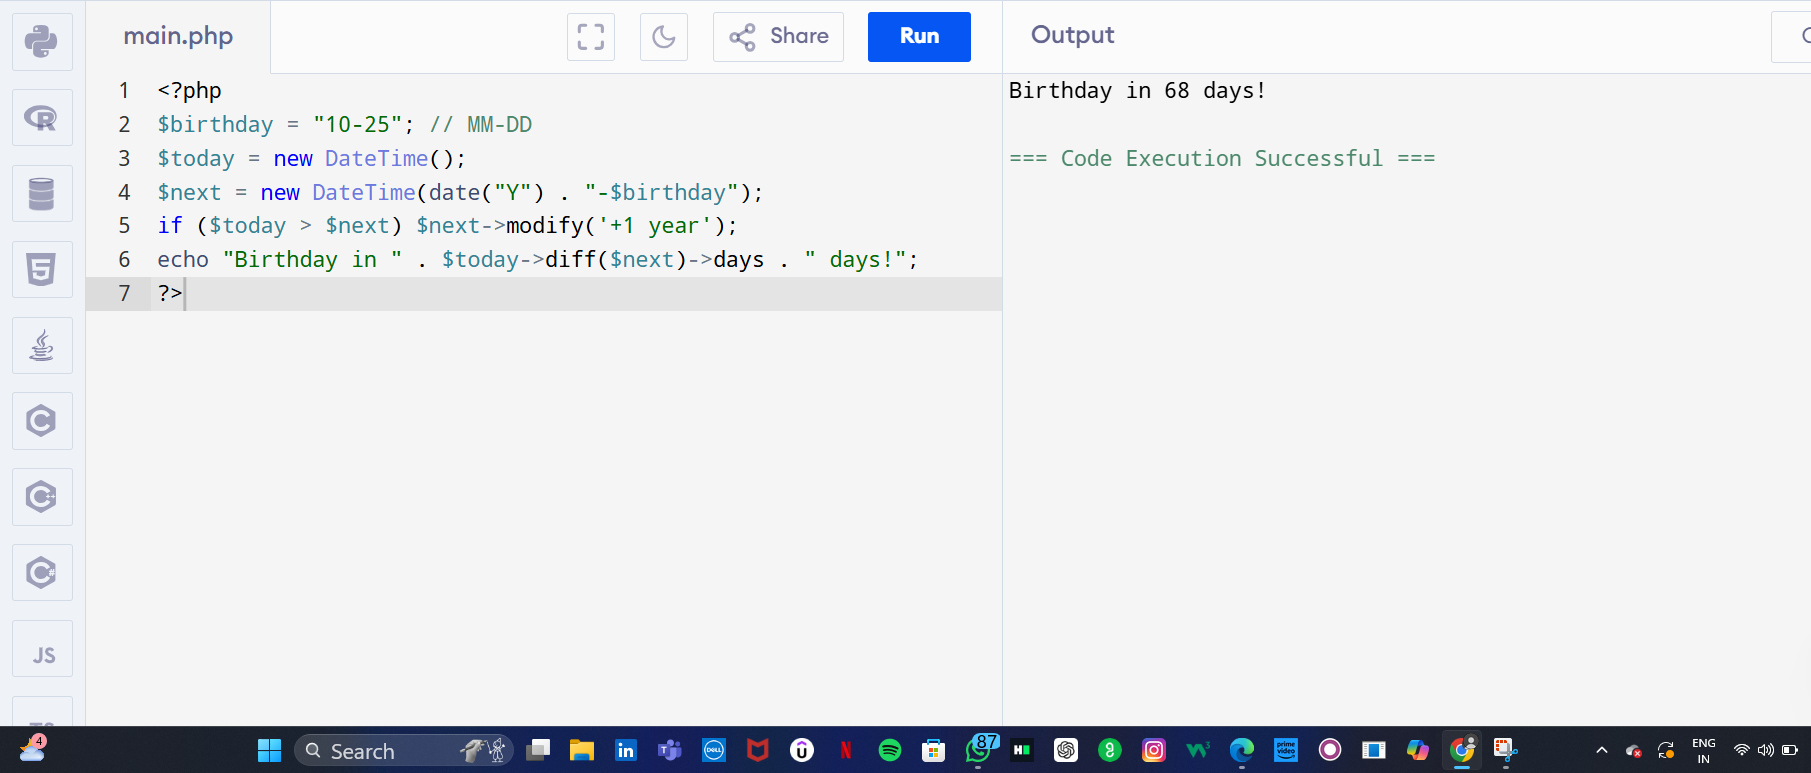 main.php
Share
Run
Output
1 <?php
2 $birthday = "10-25"; // MM-DD
3 $today = new DateTime();
4 $next = new DateTime(date("Y") . "-$birthday");
5 if ($today > $next) $next->modify('+1 year');
6 echo "Birthday in " . $today->diff($next)->days . " days!";
7 ?>
Birthday in 68 days!
=== Code Execution Successful ===
JS
4
Search
87
ENG
IN